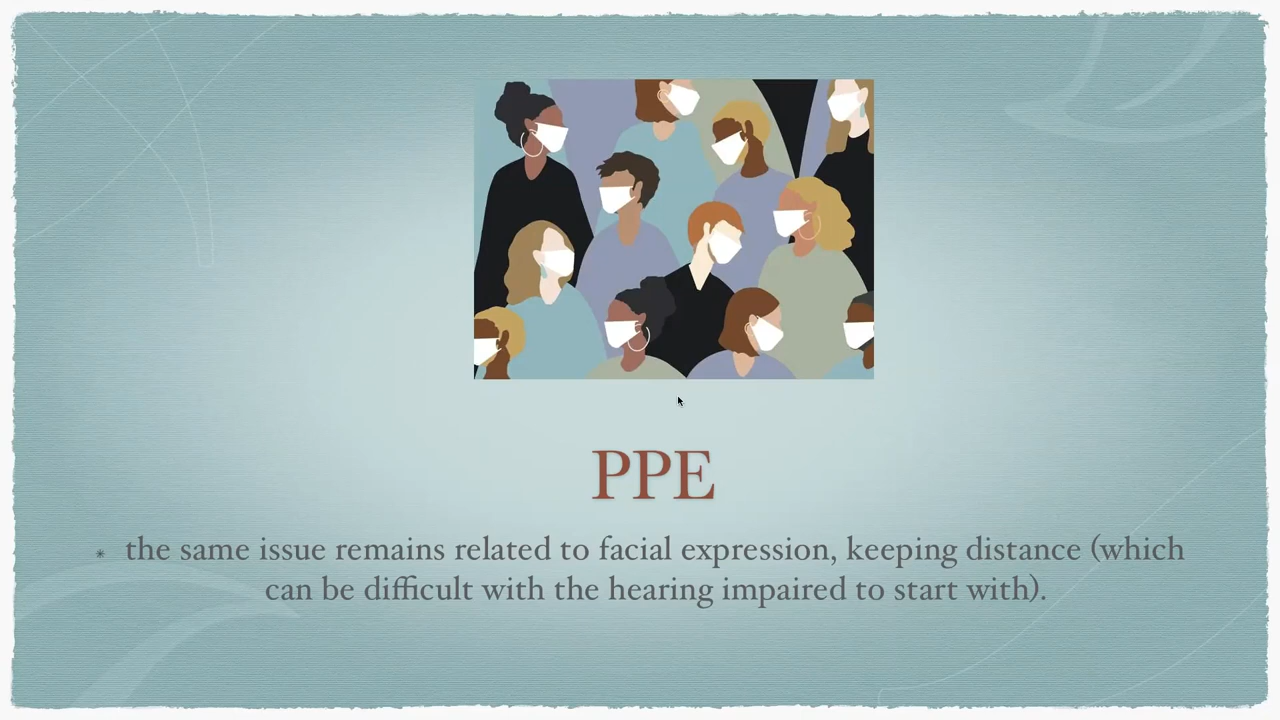 PPE
* the same issue remains related to facial expression, keeping distance (which
can be difficult with the hearing impaired to start with).